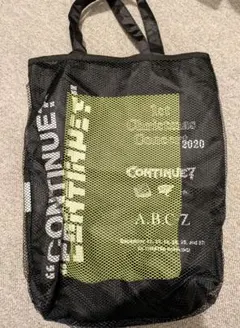 "CONTINUE?
"CONTINUE?"
1st
Christmas
Concert
2020
CONTINUE?
A.B.C-Z